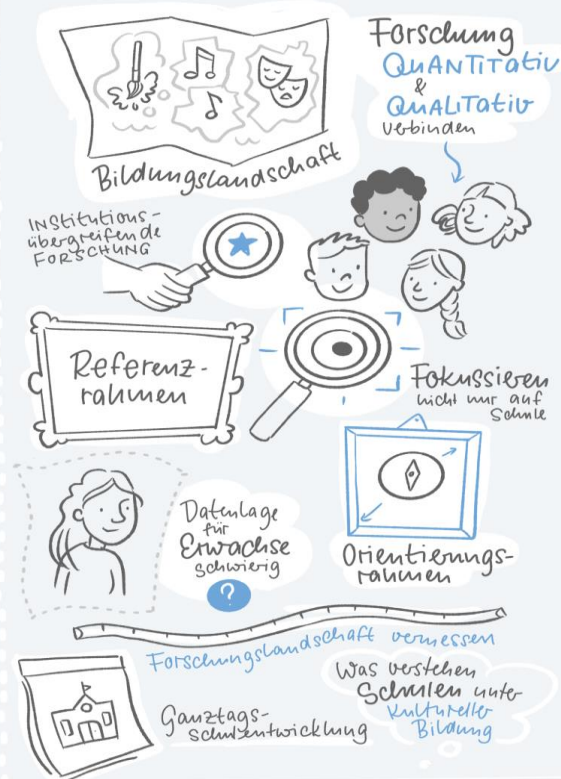 Bildungslandschaft
Forschung
QuANTiTativ
&
QuALiTativ
verbinden
INStitutions-
übergreifende
FORSCHUNG
Referenz-
rahmen
Fokussieren
nicht nur auf
Schule
Datenlage
für
Erwachse
schwierig
?
Orientierungs-
rahmen
Forschungslandschaft vermessen
Ganztags-
schulentwicklung
Was verstehen
Schulen unter
kultureller
Bildung